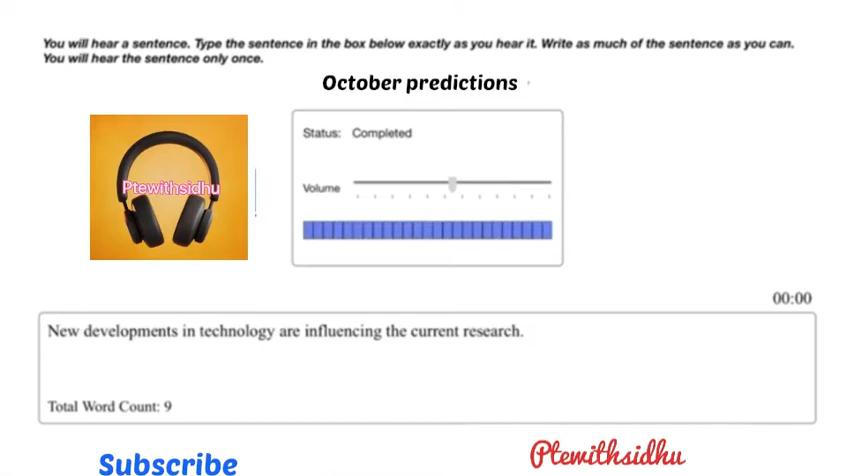 You will hear a sentence. Type the sentence in the box below exactly as you hear it. Write as much of the sentence as you can.
You will hear the sentence only once.
October predictions
Status: Completed
Ptewithsidhu
Volume
00:00
New developments in technology are influencing the current research.
Total Word Count: 9
Subscribe
Ptewithsidhu